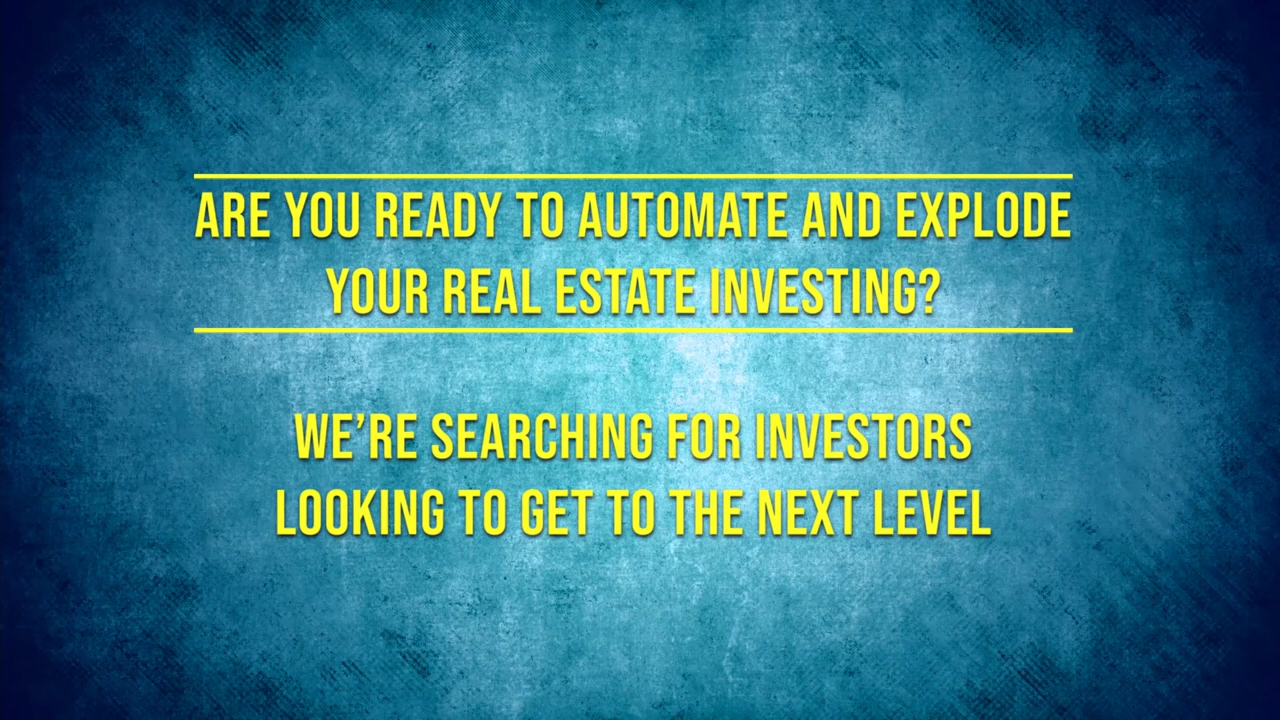 ARE YOU READY TO AUTOMATE AND EXPLODE
YOUR REAL ESTATE INVESTING?
WE’RE SEARCHING FOR INVESTORS
LOOKING TO GET TO THE NEXT LEVEL